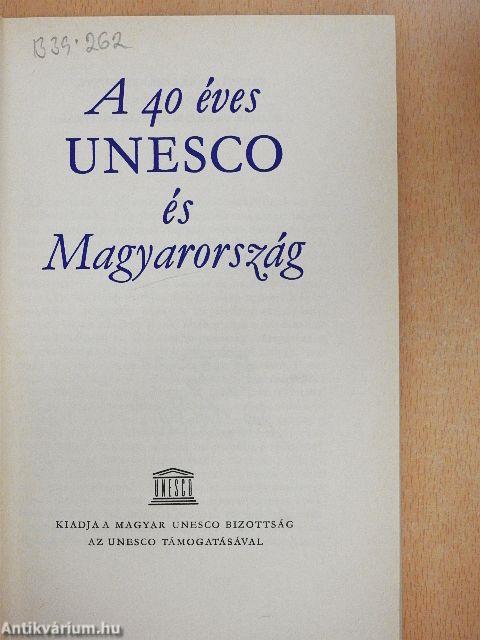 B39.262
A 40 éves
UNESCO
és
Magyarország
UNESCO
KIADJA A MAGYAR UNESCO BIZOTTSÁG
AZ UNESCO TÁMOGATÁSÁVAL
Antikvárium.hu